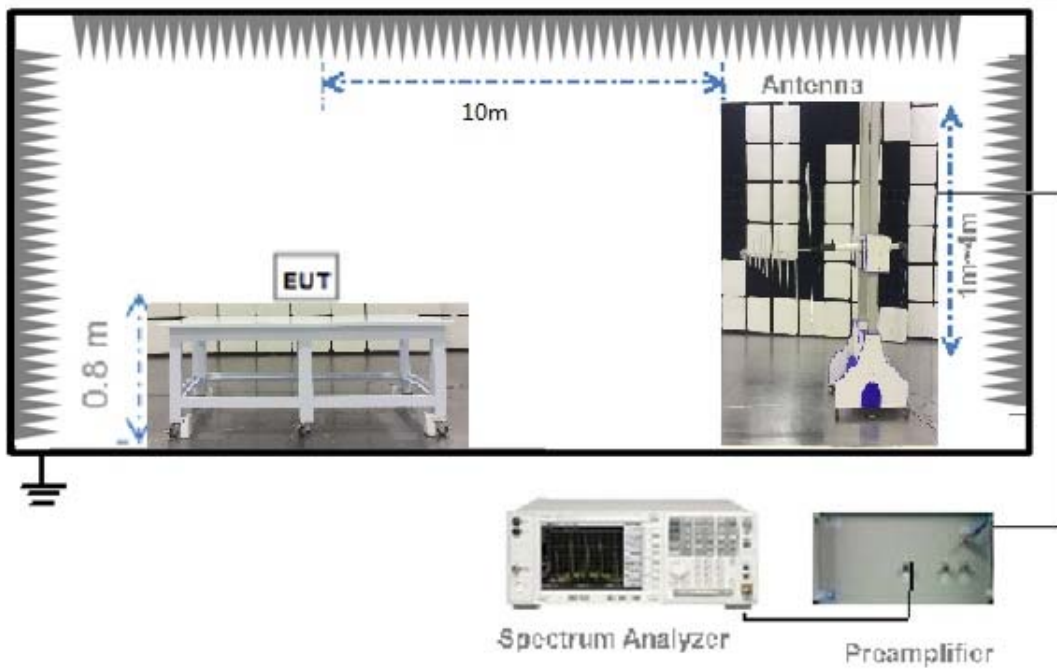 Antenna
10m
1m~4m
EUT
0.8 m
Spectrum Analyzer
Preamplifier